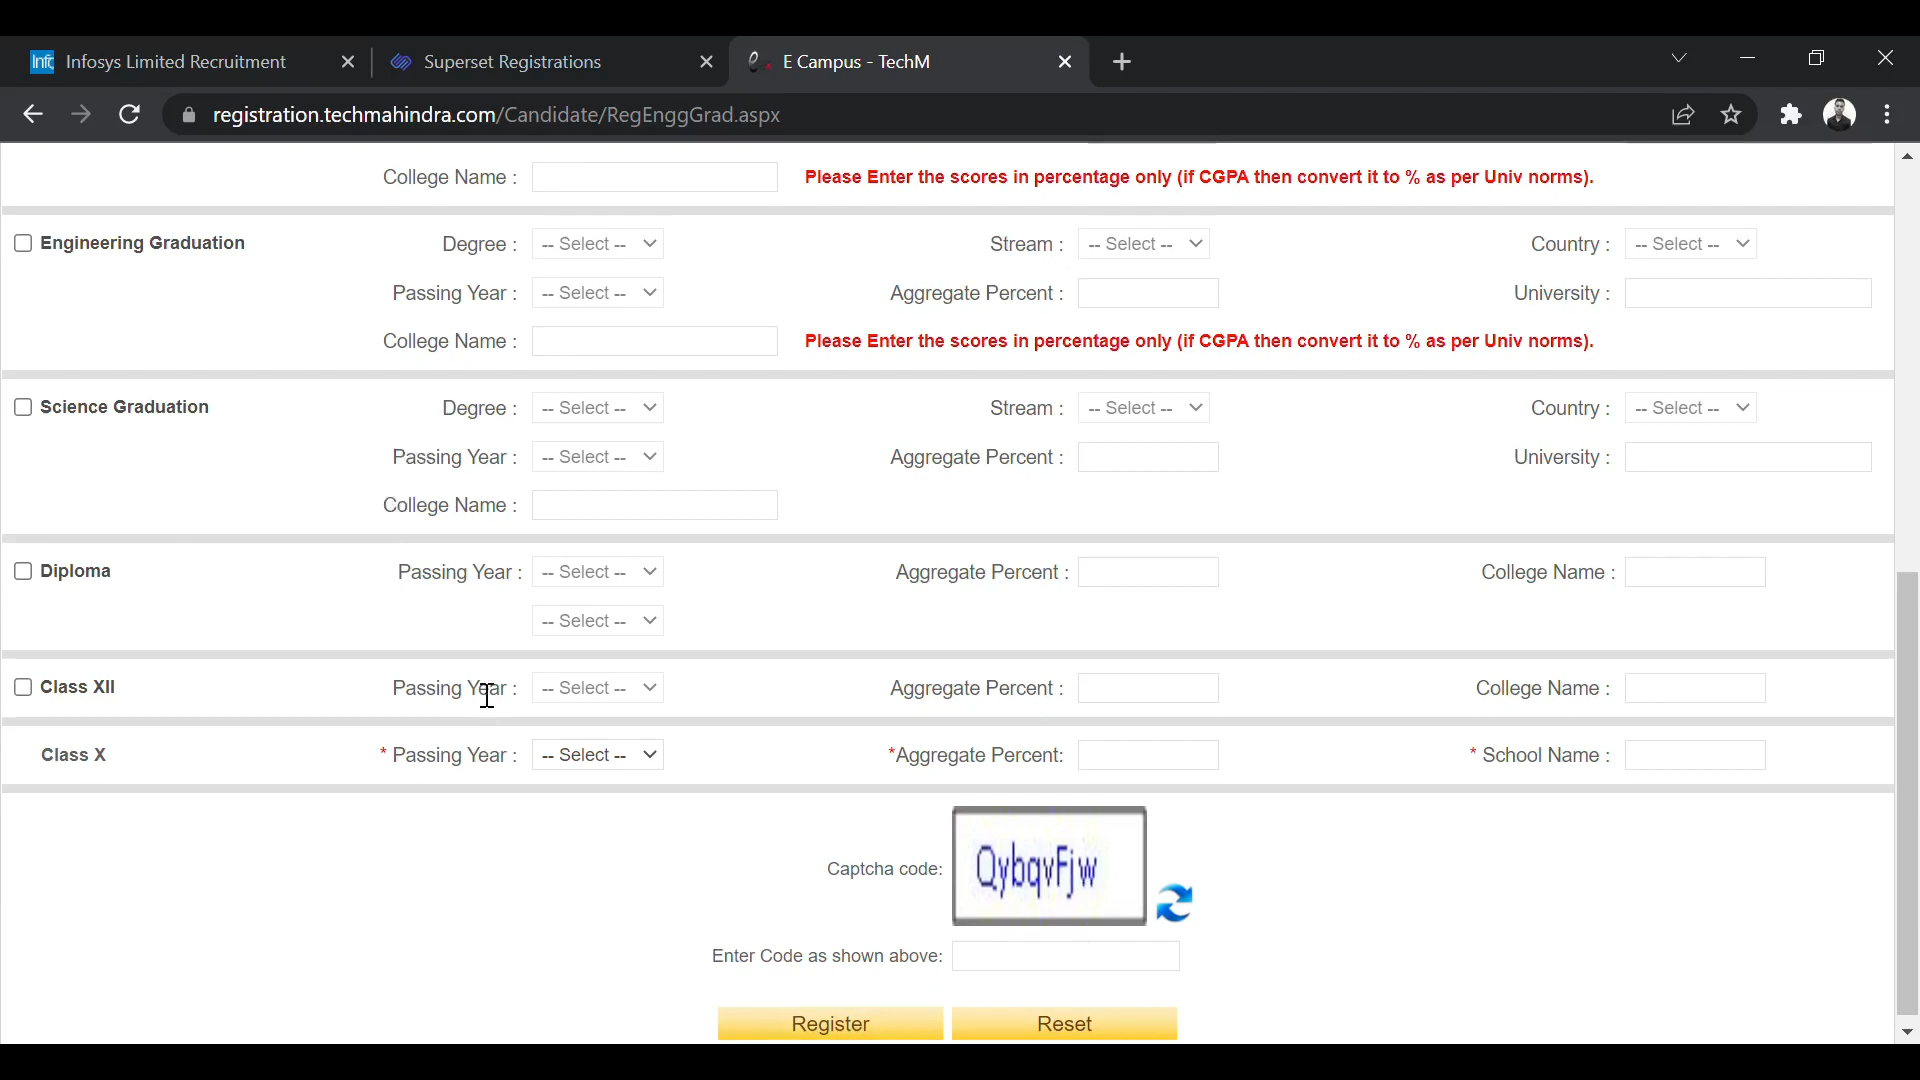 Infosys Limited Recruitment
Superset Registrations
E Campus - TechM
registration.techmahindra.com/Candidate/RegEnggGrad.aspx
College Name :
Please Enter the scores in percentage only (if CGPA then convert it to % as per Univ norms).
Engineering Graduation Degree : -- Select -- Stream : -- Select -- Country : -- Select --
Passing Year : -- Select -- Aggregate Percent : University :
College Name : Please Enter the scores in percentage only (if CGPA then convert it to % as per Univ norms).
Science Graduation Degree : -- Select -- Stream : -- Select -- Country : -- Select --
Passing Year : -- Select -- Aggregate Percent : University :
College Name :
Diploma Passing Year : -- Select -- Aggregate Percent : College Name :
-- Select --
Class XII Passing Year : -- Select -- Aggregate Percent : College Name :
Class X * Passing Year : -- Select -- *Aggregate Percent: * School Name :
Captcha code: QybqvFjw
Enter Code as shown above:
Register Reset